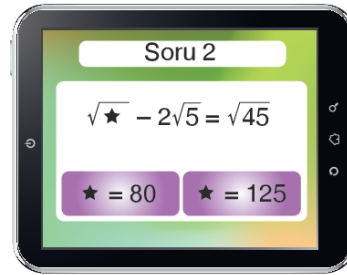 Soru 2
√★ − 2√5 = √45
★ = 80 ★ = 125